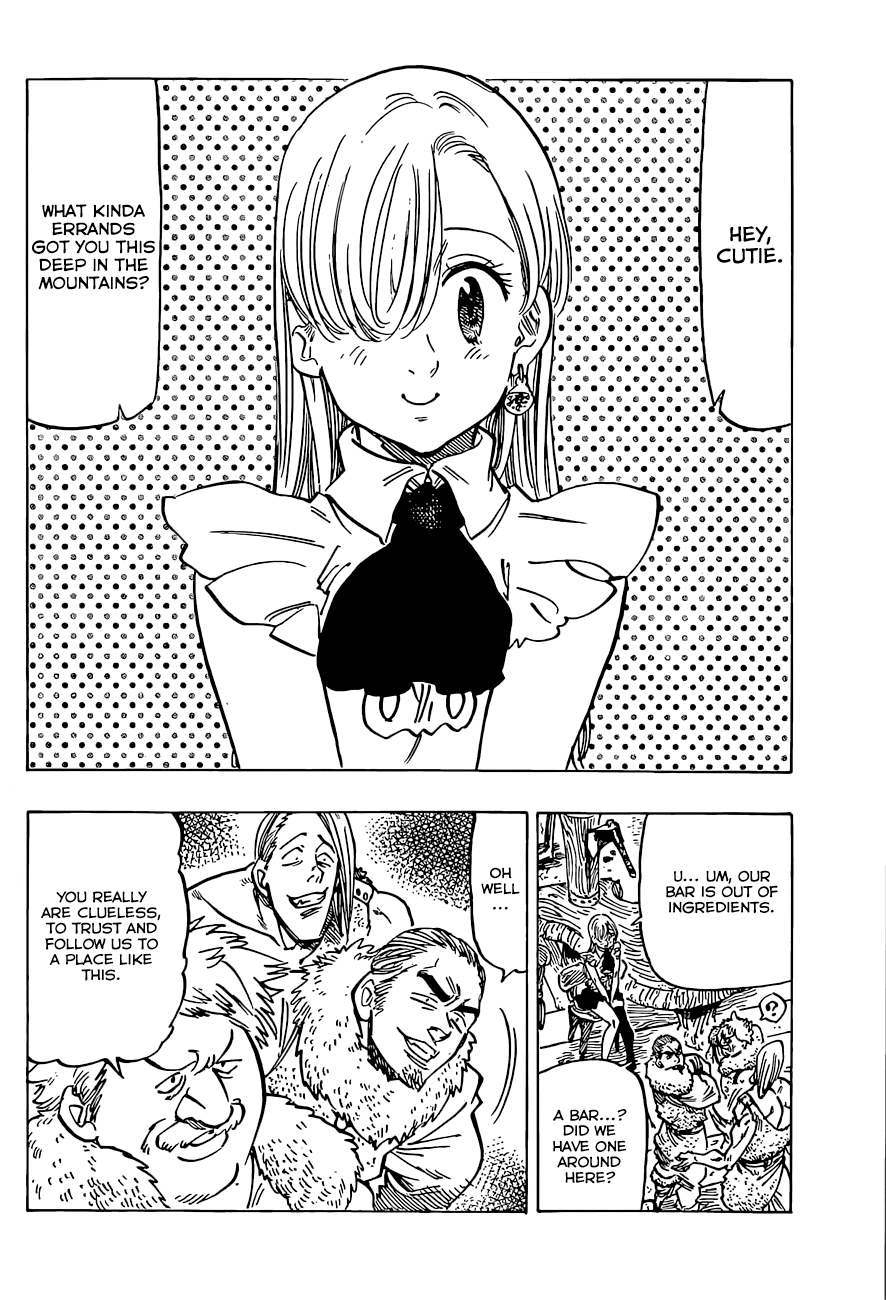 HEY,
CUTIE.
WHAT KINDA
ERRANDS
GOT YOU THIS
DEEP IN THE
MOUNTAINS?
U... UM, OUR
BAR IS OUT OF
INGREDIENTS.
?
A BAR...?
DID WE
HAVE ONE
AROUND
HERE?
OH
WELL
...
YOU REALLY
ARE CLUELESS,
TO TRUST AND
FOLLOW US TO
A PLACE LIKE
THIS.